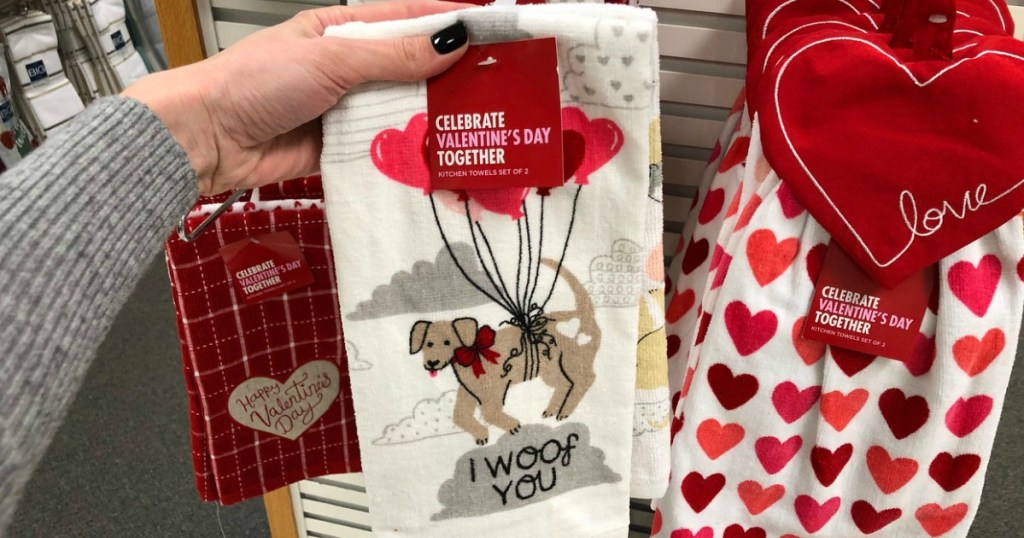 CELEBRATE
VALENTINE'S DAY
TOGETHER
KITCHEN TOWELS SET OF 2
I WOOF
YOU
CELEBRATE
VALENTINE'S DAY
TOGETHER
Happy
Valentine's
Day
love
CELEBRATE
VALENTINE'S DAY
TOGETHER
KITCHEN TOWELS SET OF 2